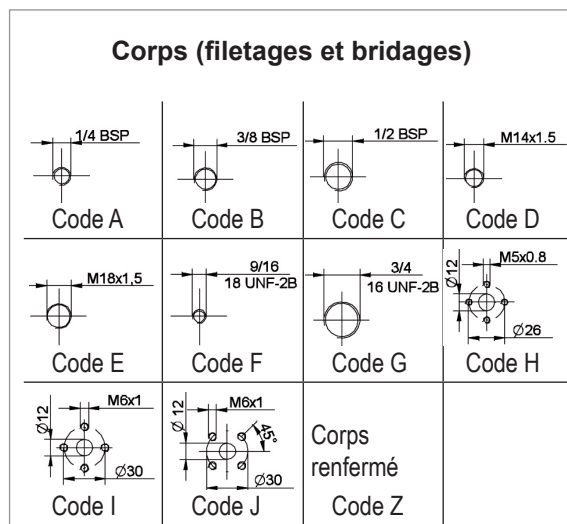 Corps (filetages et bridages)
1/4 BSP
Code A
3/8 BSP
Code B
1/2 BSP
Code C
M14x1.5
Code D
M18x1,5
Code E
9/16
18 UNF-2B
Code F
3/4
16 UNF-2B
Code G
M5x0.8
Ø12
Ø26
Code H
M6x1
Ø12
Ø30
Code I
M6x1
Ø12
45°
Ø30
Code J
Corps
renfermé
Code Z